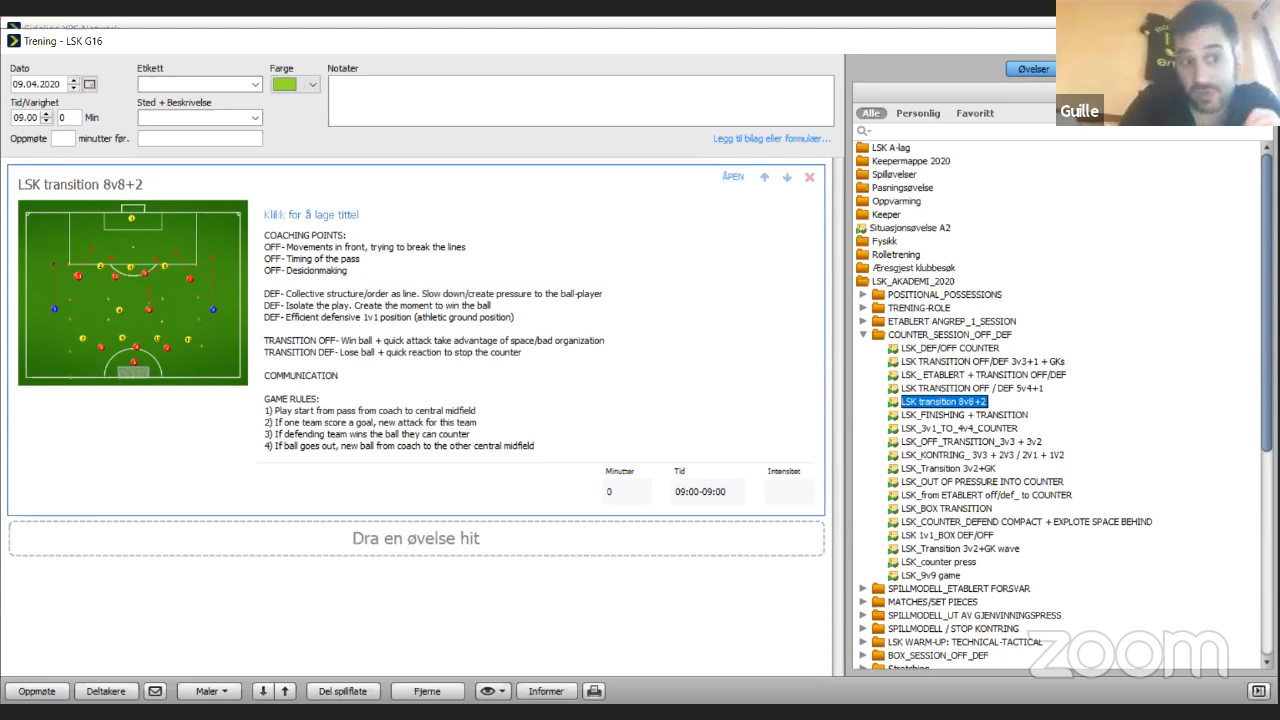 Sideline XPS Network
Trening - LSK G16
Dato
Etikett
Farge
Notater
09.04.2020
Tid/Varighet
Sted + Beskrivelse
09.00
0
Min
Oppmøte
minutter før.
Legg til bilag eller formularer...
Øvelser
Guille
Alle
Personlig
Favoritt
LSK transition 8v8+2
ÅPEN
Klikk for å lage tittel
COACHING POINTS:
OFF- Movements in front, trying to break the lines
OFF- Timing of the pass
OFF- Desicionmaking
DEF- Collective structure/order as line. Slow down/create pressure to the ball-player
DEF- Isolate the play. Create the moment to win the ball
DEF- Efficient defensive 1v1 position (athletic ground position)
TRANSITION OFF- Win ball + quick attack take advantage of space/bad organization
TRANSITION DEF- Lose ball + quick reaction to stop the counter
COMMUNICATION
GAME RULES:
1) Play start from pass from coach to central midfield
2) If one team score a goal, new attack for this team
3) If defending team wins the ball they can counter
4) If ball goes out, new ball from coach to the other central midfield
Minutter
Tid
Intensitet
0
09:00-09:00
Dra en øvelse hit
LSK A-lag
Keepermappe 2020
Spilløvelser
Pasningsøvelse
Oppvarming
Keeper
Situasjonsøvelse A2
Fysikk
Rolletrening
Æresgjest klubbesøk
LSK_AKADEMI_2020
POSITIONAL_POSSESSIONS
TRENING-ROLE
ETABLERT ANGREP_1_SESSION
COUNTER_SESSION_OFF_DEF
LSK_DEF/OFF COUNTER
LSK TRANSITION OFF/DEF 3v3+1 + GKs
LSK_ ETABLERT + TRANSITION OFF/DEF
LSK TRANSITION OFF / DEF 5v4+1
LSK transition 8v8+2
LSK_FINISHING + TRANSITION
LSK_3v1_TO_4v4_COUNTER
LSK_OFF_TRANSITION_3v3 + 3v2
LSK_KONTRING_ 3V3 + 2V3 / 2V1 + 1V2
LSK_Transition 3v2+GK
LSK_OUT OF PRESSURE INTO COUNTER
LSK_from ETABLERT off/def_ to COUNTER
LSK_BOX TRANSITION
LSK_COUNTER_DEFEND COMPACT + EXPLOTE SPACE BEHIND
LSK 1v1_BOX DEF/OFF
LSK_Transition 3v2+GK wave
LSK_counter press
LSK_9v9 game
SPILLMODELL_ETABLERT FORSVAR
MATCHES/SET PIECES
SPILLMODELL_UT AV GJENVINNINGSPRESS
SPILLMODELL / STOP KONTRING
LSK WARM-UP: TECHNICAL-TACTICAL
BOX_SESSION_OFF_DEF
Stretching
zoom
Oppmøte
Deltakere
Maler
Del spillflate
Fjerne
Informer